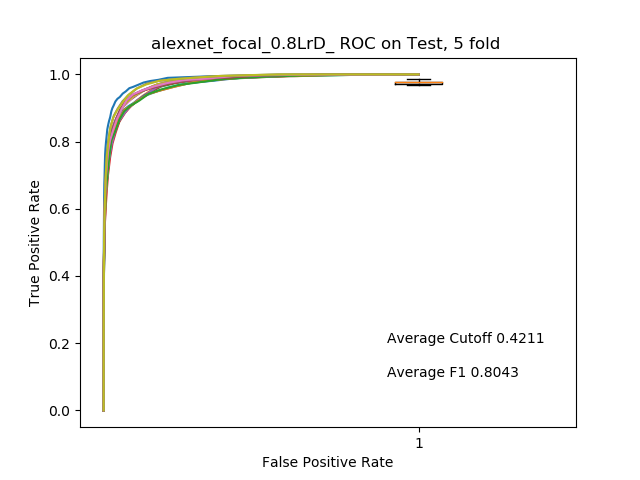 alexnet_focal_0.8LrD_ ROC on Test, 5 fold
1.0
0.8
0.6
0.4
0.2
0.0
True Positive Rate
Average Cutoff 0.4211
Average F1 0.8043
1
False Positive Rate